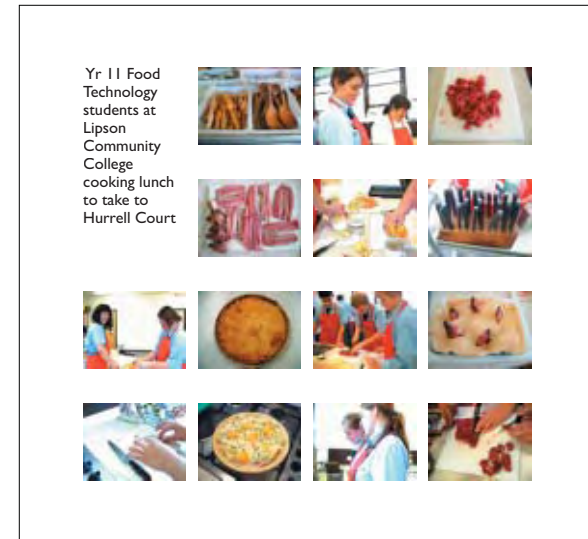 Yr 11 Food
Technology
students at
Lipson
Community
College
cooking lunch
to take to
Hurrell Court